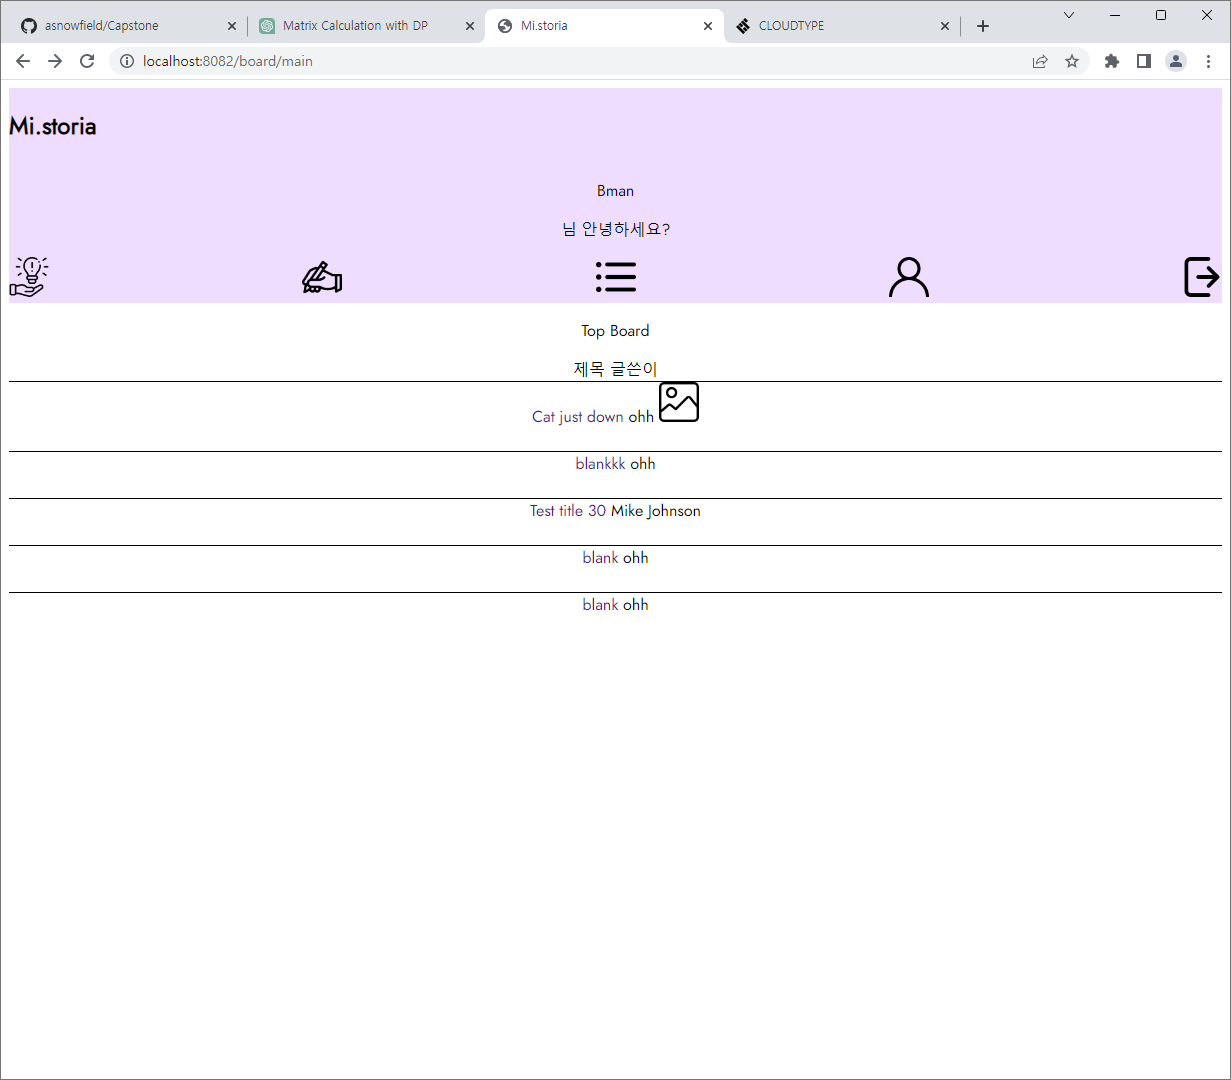 asnowfield/Capstone
Matrix Calculation with DP
Mi.storia
CLOUDTYPE
localhost:8082/board/main
Mi.storia
Bman
님 안녕하세요?
Top Board
제목 글쓴이
Cat just down ohh
blankkk ohh
Test title 30 Mike Johnson
blank ohh
blank ohh